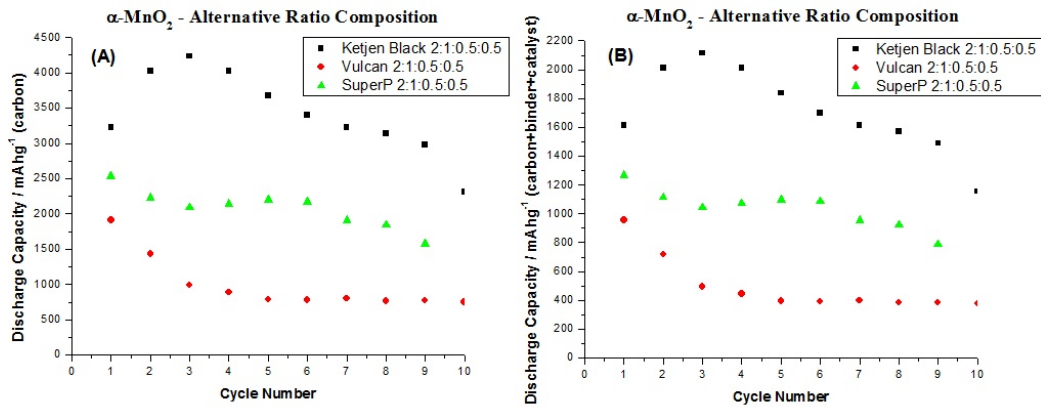 α-MnO2 - Alternative Ratio Composition
(A)
Ketjen Black 2:1:0.5:0.5
Vulcan 2:1:0.5:0.5
SuperP 2:1:0.5:0.5
Discharge Capacity / mAhg-1 (carbon)
4500
4000
3500
3000
2500
2000
1500
1000
500
0
0 1 2 3 4 5 6 7 8 9 10
Cycle Number
α-MnO2 - Alternative Ratio Composition
(B)
Ketjen Black 2:1:0.5:0.5
Vulcan 2:1:0.5:0.5
SuperP 2:1:0.5:0.5
Discharge Capacity / mAhg-1 (carbon+binder+catalyst)
2200
2000
1800
1600
1400
1200
1000
800
600
400
200
0
0 1 2 3 4 5 6 7 8 9 10
Cycle Number